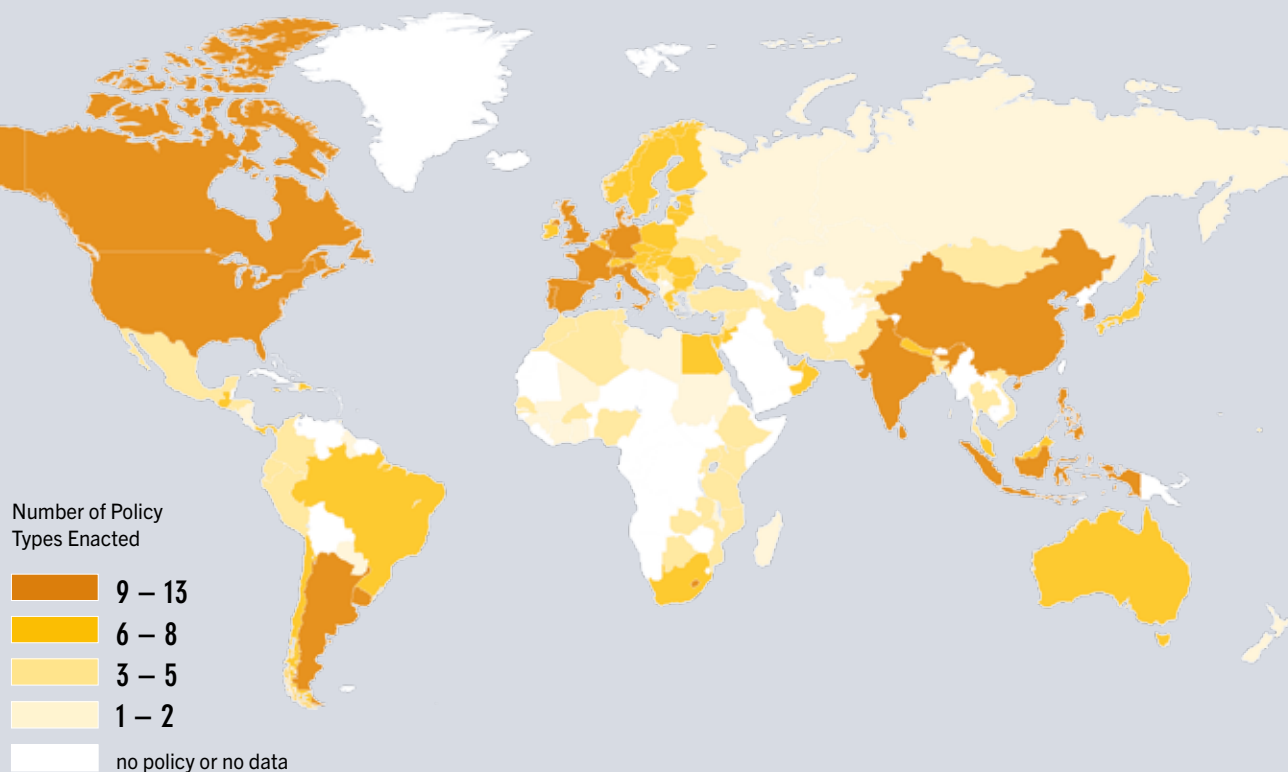 Number of Policy
Types Enacted
9 – 13
6 – 8
3 – 5
1 – 2
no policy or no data